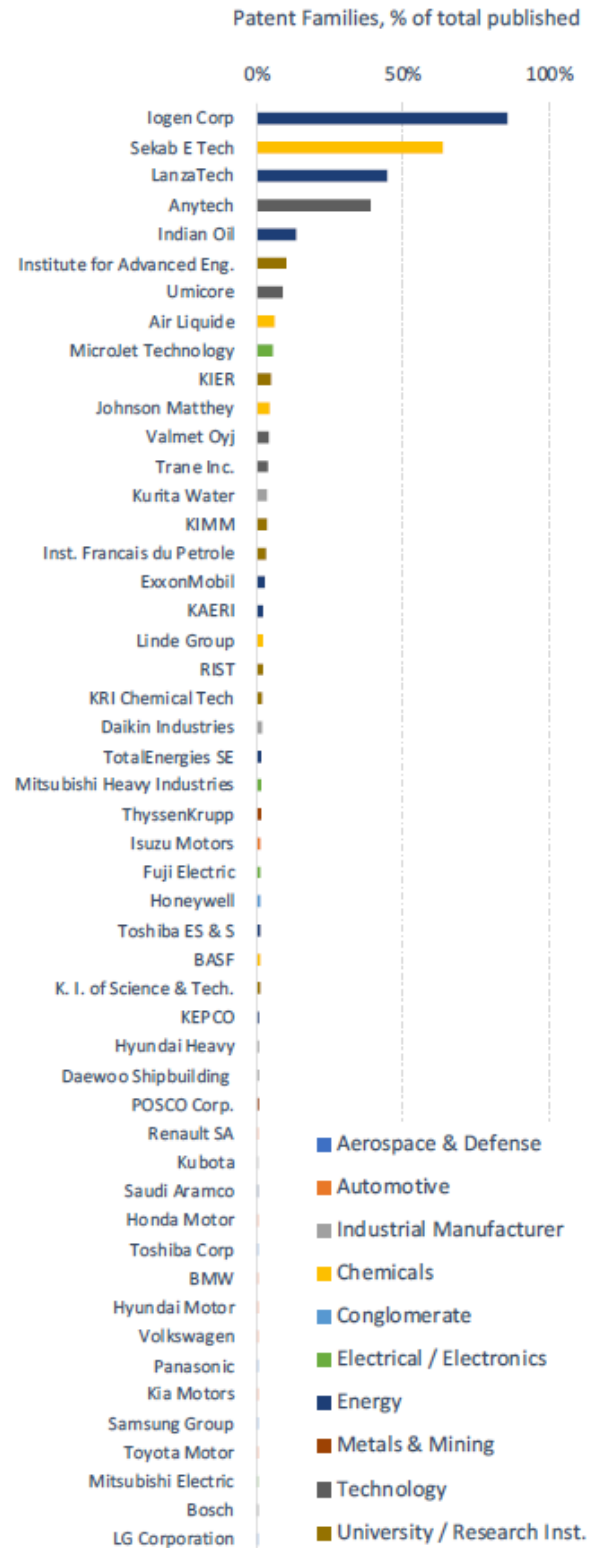 Patent Families, % of total published
0% 50% 100%
Iogen Corp
Sekab E Tech
LanzaTech
Anytech
Indian Oil
Institute for Advanced Eng.
Umicore
Air Liquide
MicroJet Technology
KIER
Johnson Matthey
Valmet Oyj
Trane Inc.
Kurita Water
KIMM
Inst. Francais du Petrole
ExxonMobil
KAERI
Linde Group
RIST
KRI Chemical Tech
Daikin Industries
TotalEnergies SE
Mitsubishi Heavy Industries
ThyssenKrupp
Isuzu Motors
Fuji Electric
Honeywell
Toshiba ES & S
BASF
K. I. of Science & Tech.
KEPCO
Hyundai Heavy
Daewoo Shipbuilding
POSCO Corp.
Renault SA
Kubota
Saudi Aramco
Honda Motor
Toshiba Corp
BMW
Hyundai Motor
Volkswagen
Panasonic
Kia Motors
Samsung Group
Toyota Motor
Mitsubishi Electric
Bosch
LG Corporation
Aerospace & Defense
Automotive
Industrial Manufacturer
Chemicals
Conglomerate
Electrical / Electronics
Energy
Metals & Mining
Technology
University / Research Inst.